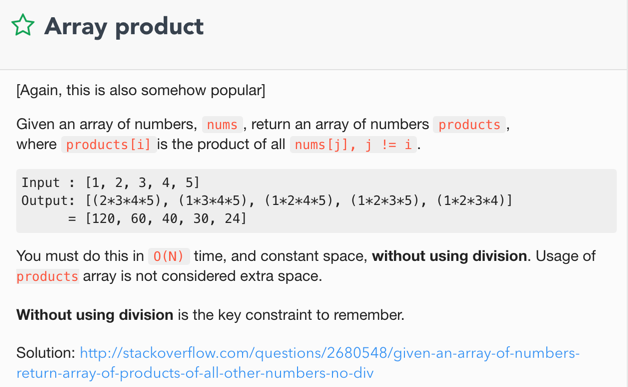 Array product
[Again, this is also somehow popular]
Given an array of numbers, nums , return an array of numbers products ,
where products[i] is the product of all nums[j], j != i .
Input : [1, 2, 3, 4, 5]
Output: [(2*3*4*5), (1*3*4*5), (1*2*4*5), (1*2*3*5), (1*2*3*4)]
= [120, 60, 40, 30, 24]
You must do this in O(N) time, and constant space, without using division. Usage of
products array is not considered extra space.
Without using division is the key constraint to remember.
Solution: http://stackoverflow.com/questions/2680548/given-an-array-of-numbers-
return-array-of-products-of-all-other-numbers-no-div